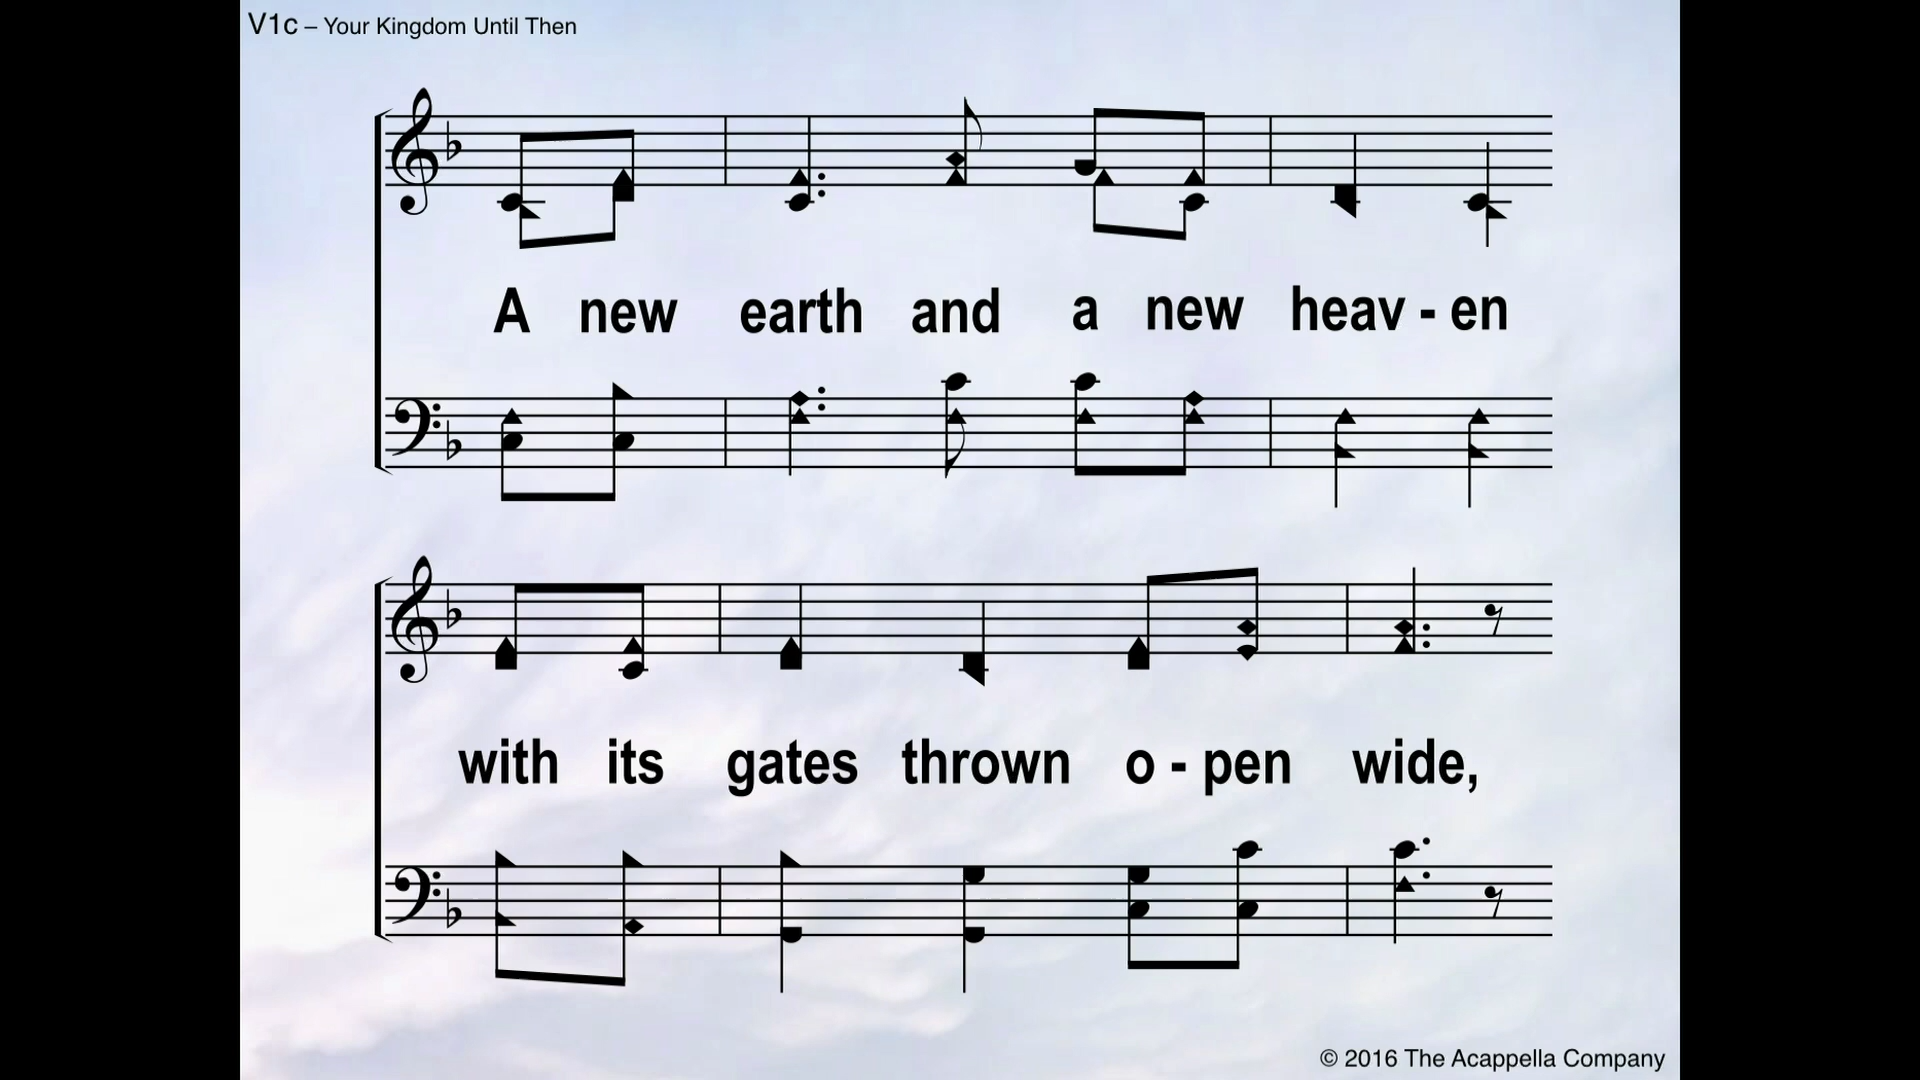 V1c – Your Kingdom Until Then
A new earth and a new heav - en
with its gates thrown o - pen wide,
© 2016 The Acappella Company